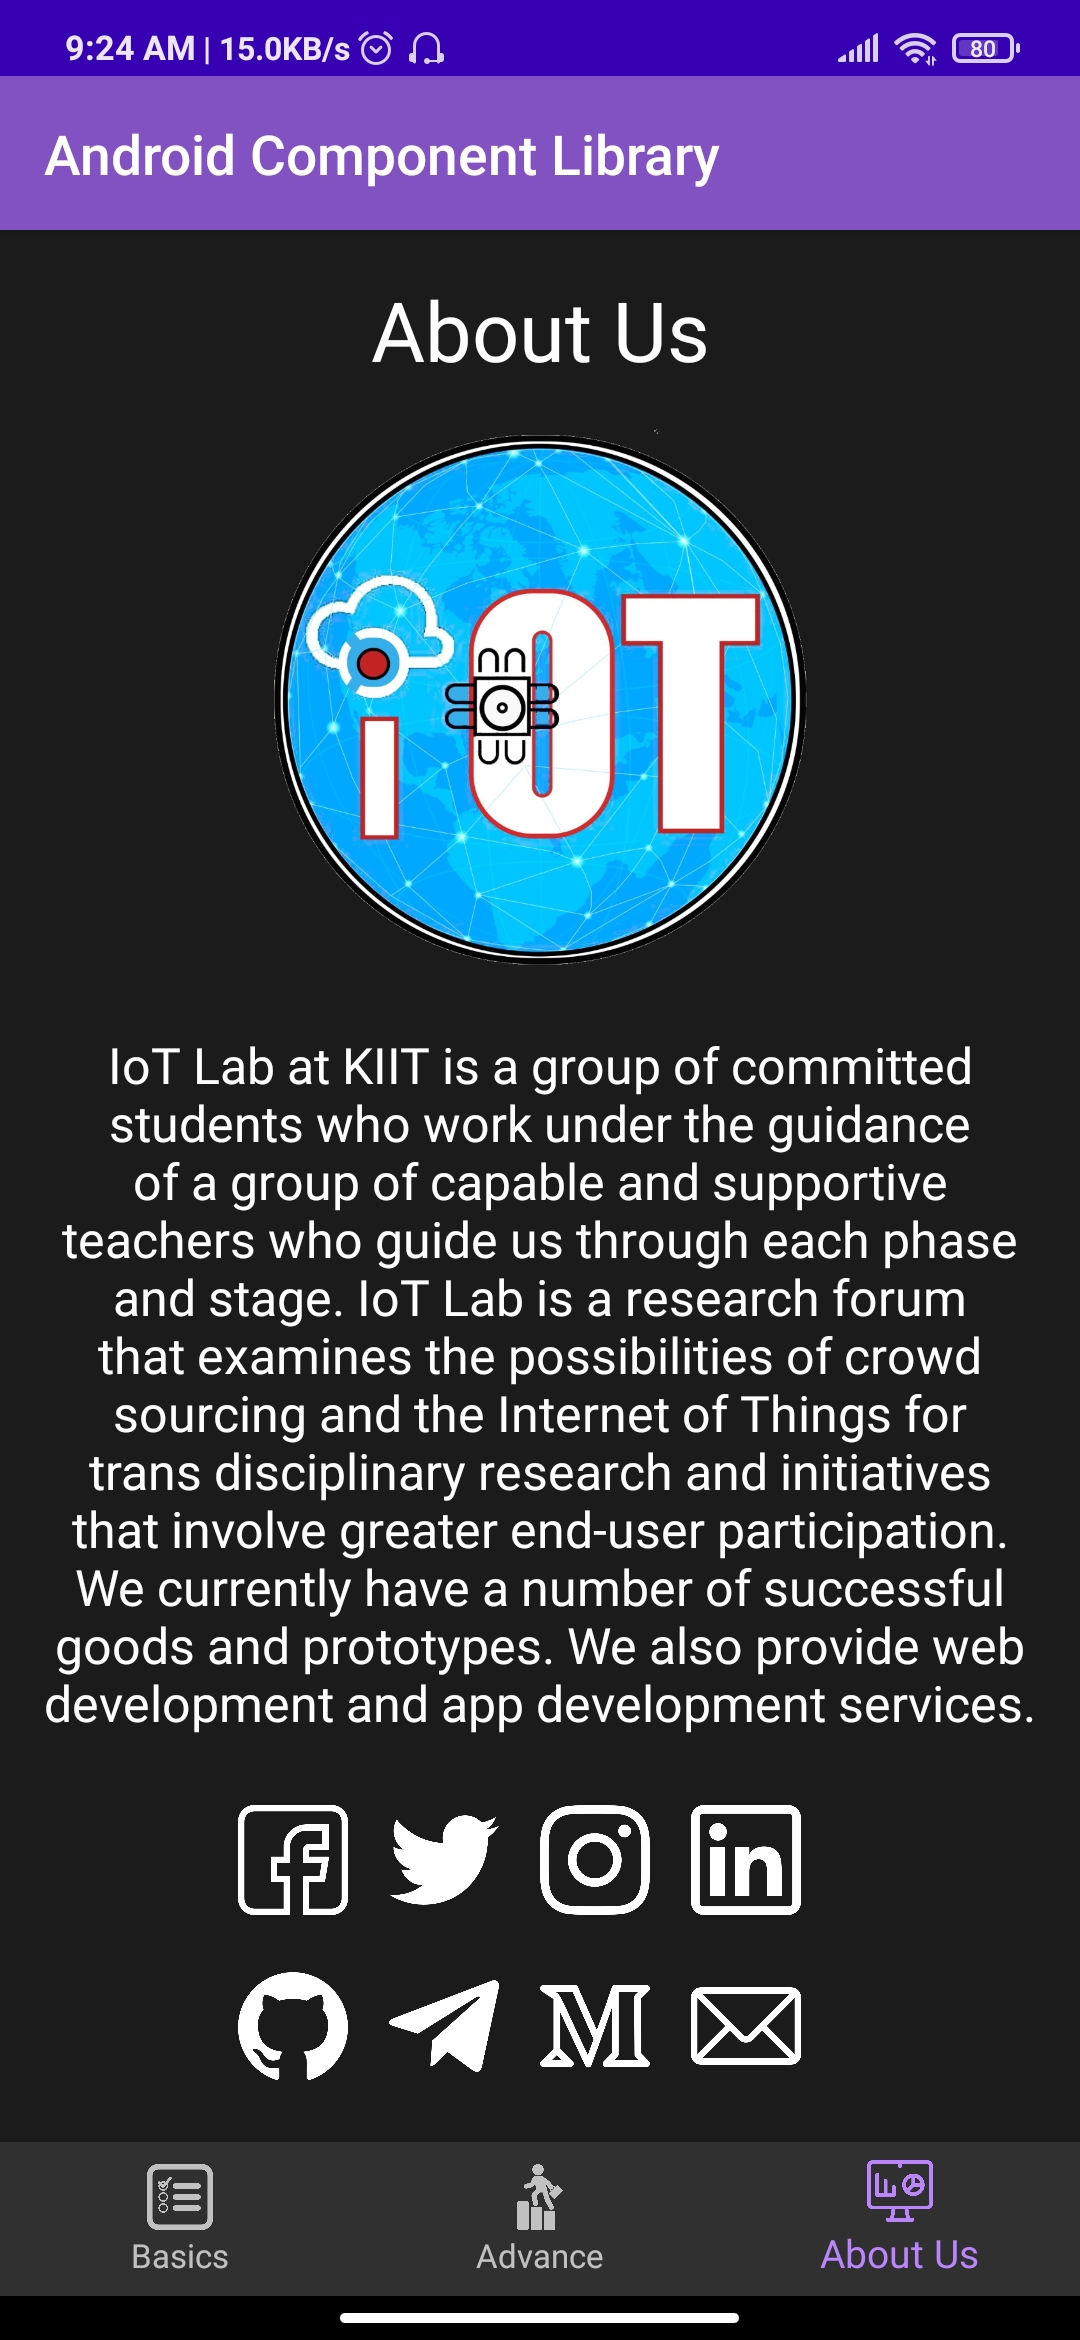 9:24 AM | 15.0KB/s 80
Android Component Library
About Us
iOT
IoT Lab at KIIT is a group of committed
students who work under the guidance
of a group of capable and supportive
teachers who guide us through each phase
and stage. IoT Lab is a research forum
that examines the possibilities of crowd
sourcing and the Internet of Things for
trans disciplinary research and initiatives
that involve greater end-user participation.
We currently have a number of successful
goods and prototypes. We also provide web
development and app development services.
Basics Advance About Us